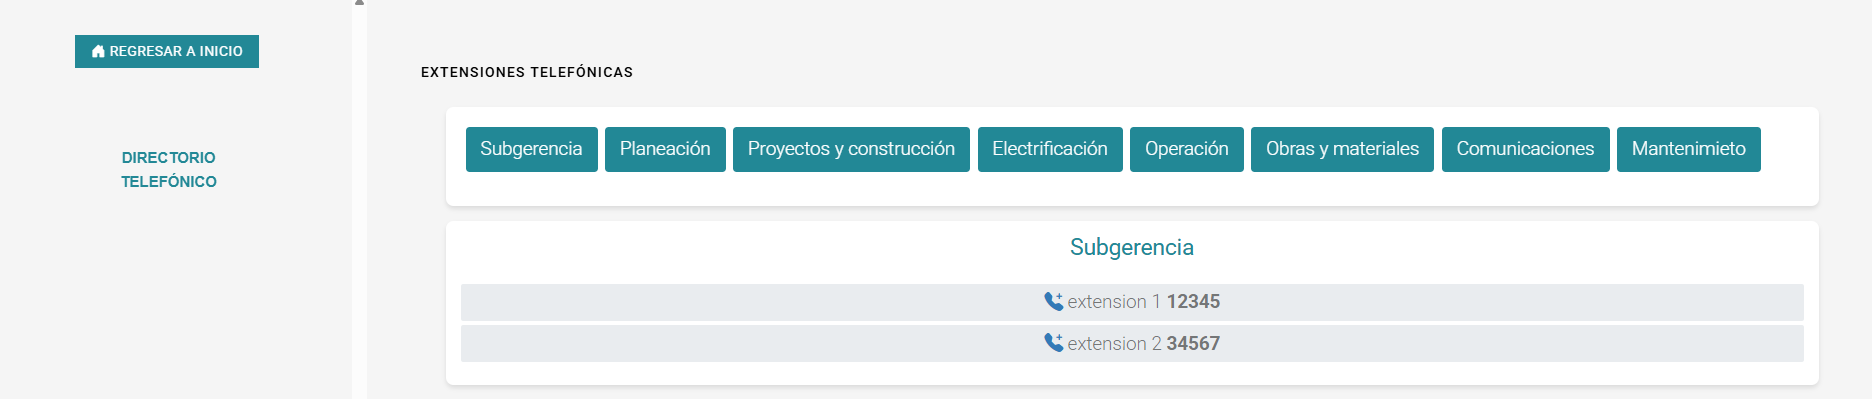 REGRESAR A INICIO
DIRECTORIO
TELEFÓNICO
EXTENSIONES TELEFÓNICAS
Subgerencia Planeación Proyectos y construcción Electrificación Operación Obras y materiales Comunicaciones Mantenimieto
Subgerencia
extension 1 12345
extension 2 34567